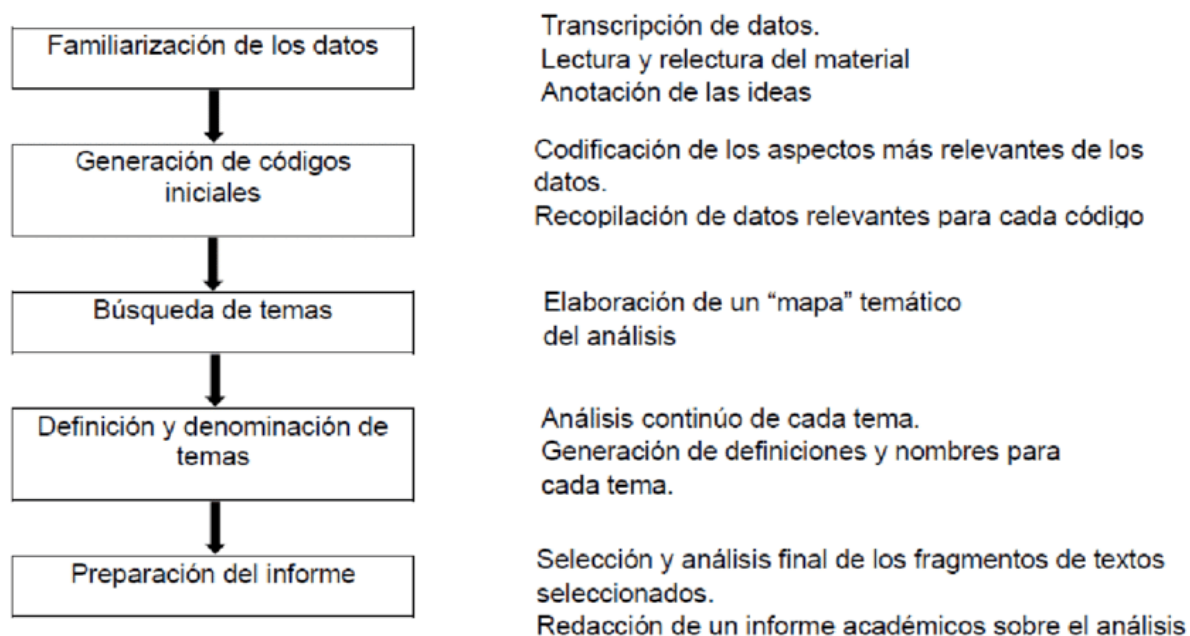 Familiarización de los datos
Transcripción de datos.
Lectura y relectura del material
Anotación de las ideas
Generación de códigos
iniciales
Codificación de los aspectos más relevantes de los
datos.
Recopilación de datos relevantes para cada código
Búsqueda de temas
Elaboración de un “mapa” temático
del análisis
Definición y denominación de
temas
Análisis continúo de cada tema.
Generación de definiciones y nombres para
cada tema.
Preparación del informe
Selección y análisis final de los fragmentos de textos
seleccionados.
Redacción de un informe académicos sobre el análisis